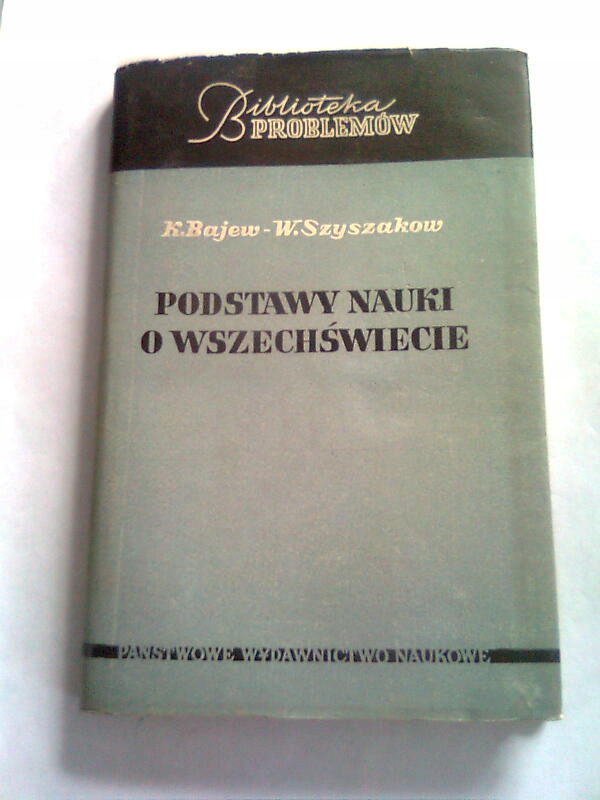 Biblioteka
PROBLEMÓW
K. Bajew - W. Szyszakow
PODSTAWY NAUKI
O WSZECHŚWIECIE
PAŃSTWOWE WYDAWNICTWO NAUKOWE